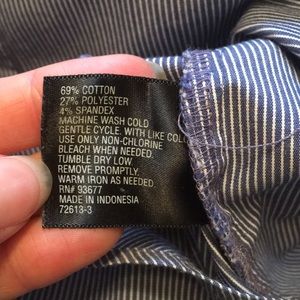 69% COTTON
27% POLYESTER
4% SPANDEX
MACHINE WASH COLD
GENTLE CYCLE. WITH LIKE COL
USE ONLY NON-CHLORINE
BLEACH WHEN NEEDED.
TUMBLE DRY LOW.
REMOVE PROMPTLY.
WARM IRON AS NEEDED.
RN# 93677
MADE IN INDONESIA
72613-3